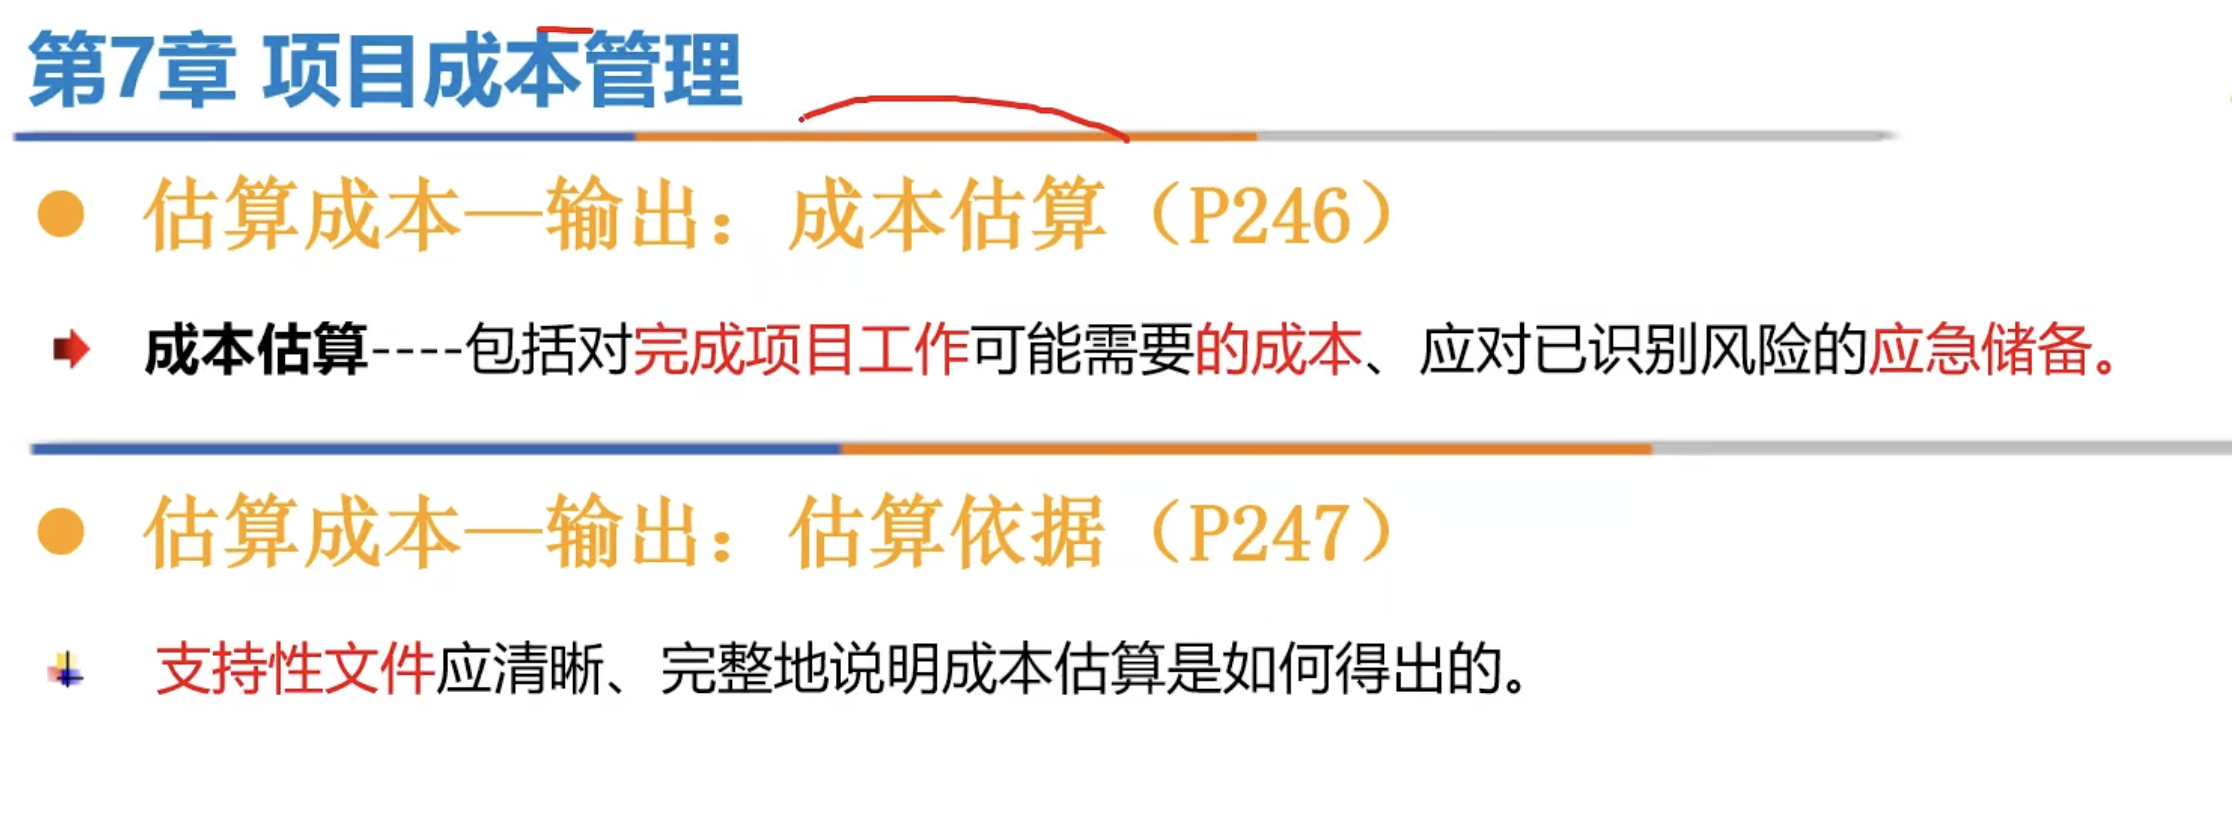 第7章 项目成本管理
估算成本—输出：成本估算（P246）
成本估算----包括对完成项目工作可能需要的成本、应对已识别风险的应急储备。
估算成本—输出：估算依据（P247）
支持性文件应清晰、完整地说明成本估算是如何得出的。